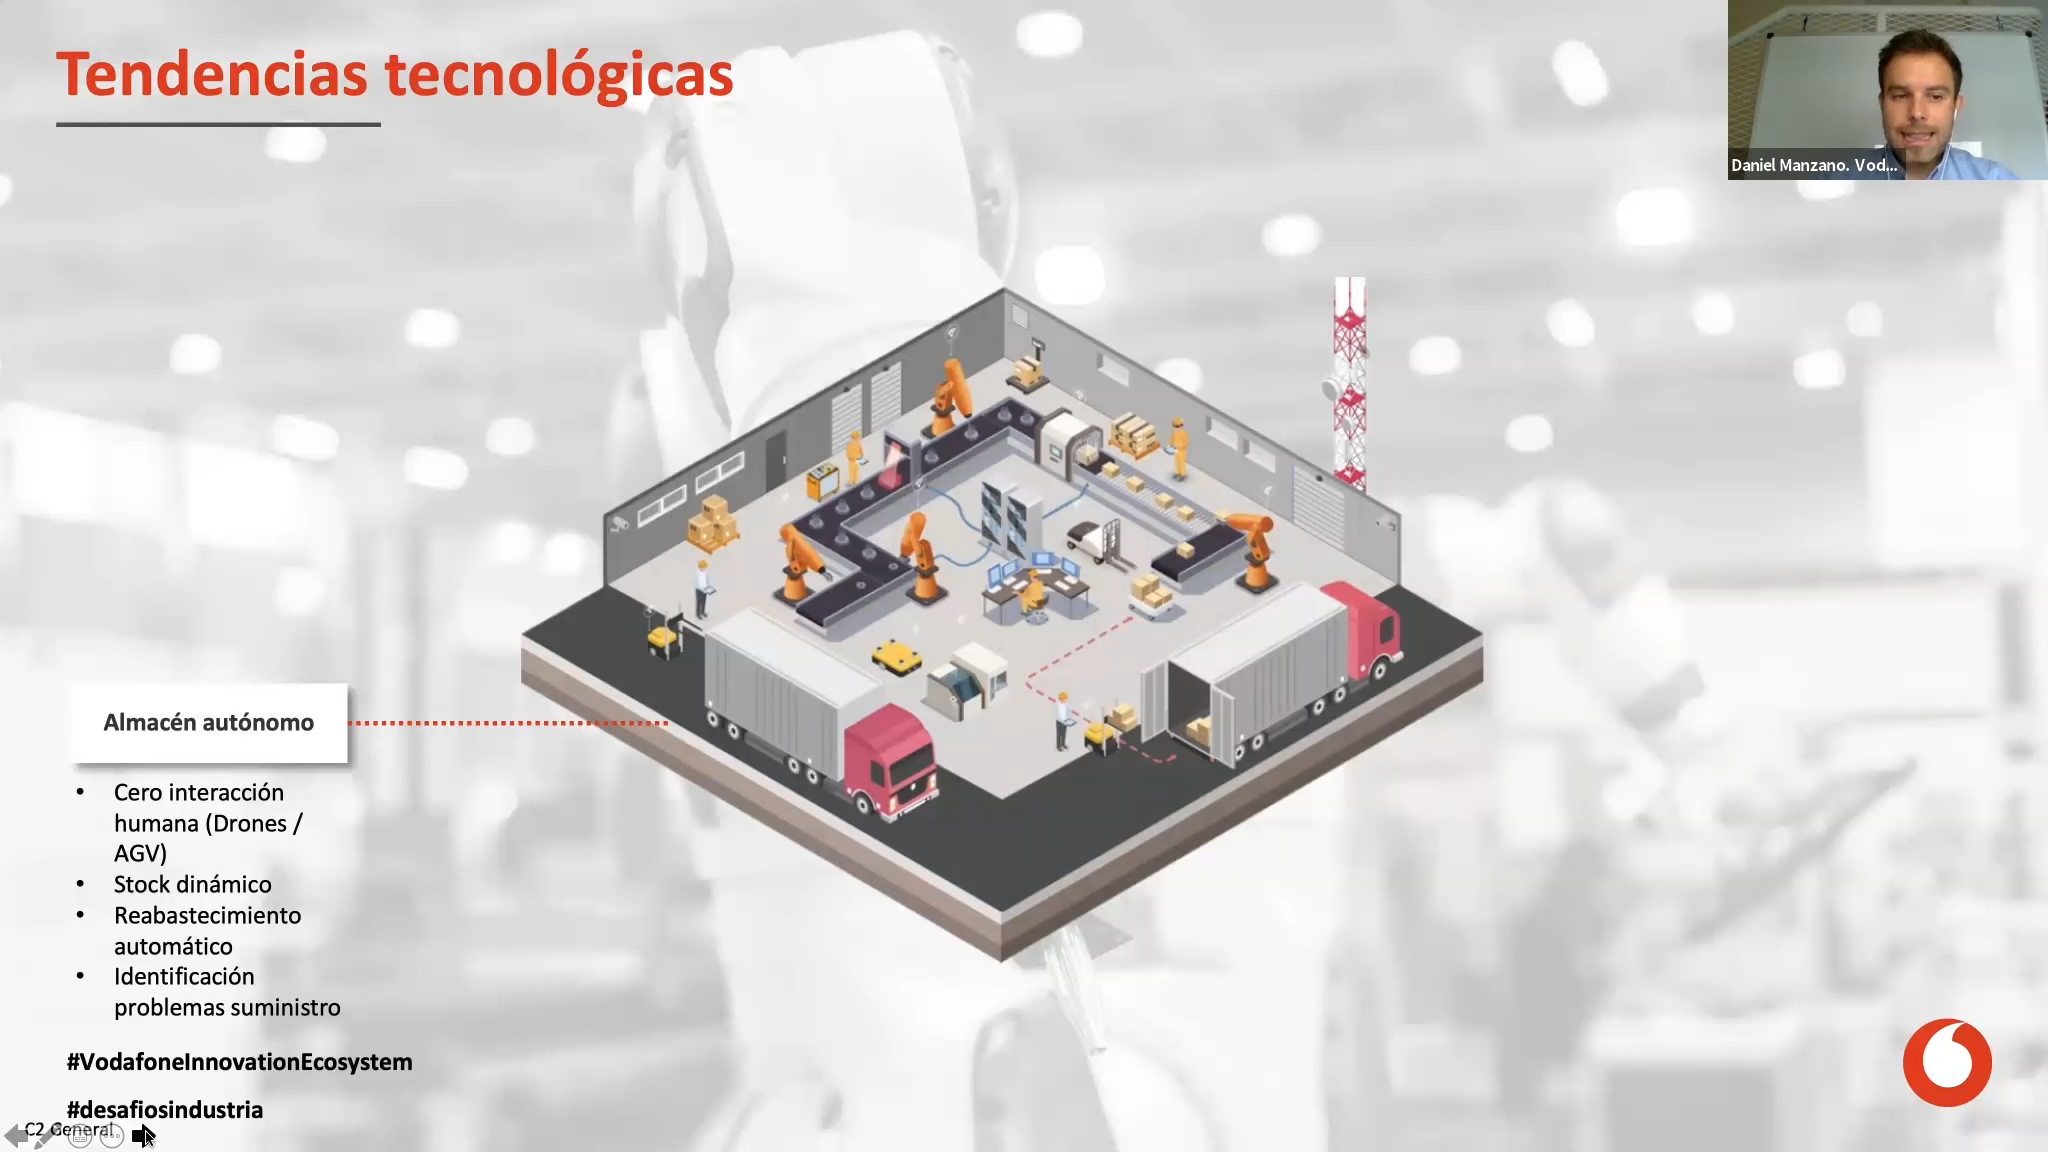 Tendencias tecnológicas
Daniel Manzano. Vod...
Almacén autónomo
• Cero interacción
humana (Drones /
AGV)
• Stock dinámico
• Reabastecimiento
automático
• Identificación
problemas suministro
#VodafoneInnovationEcosystem
#desafiosindustria
C2 General